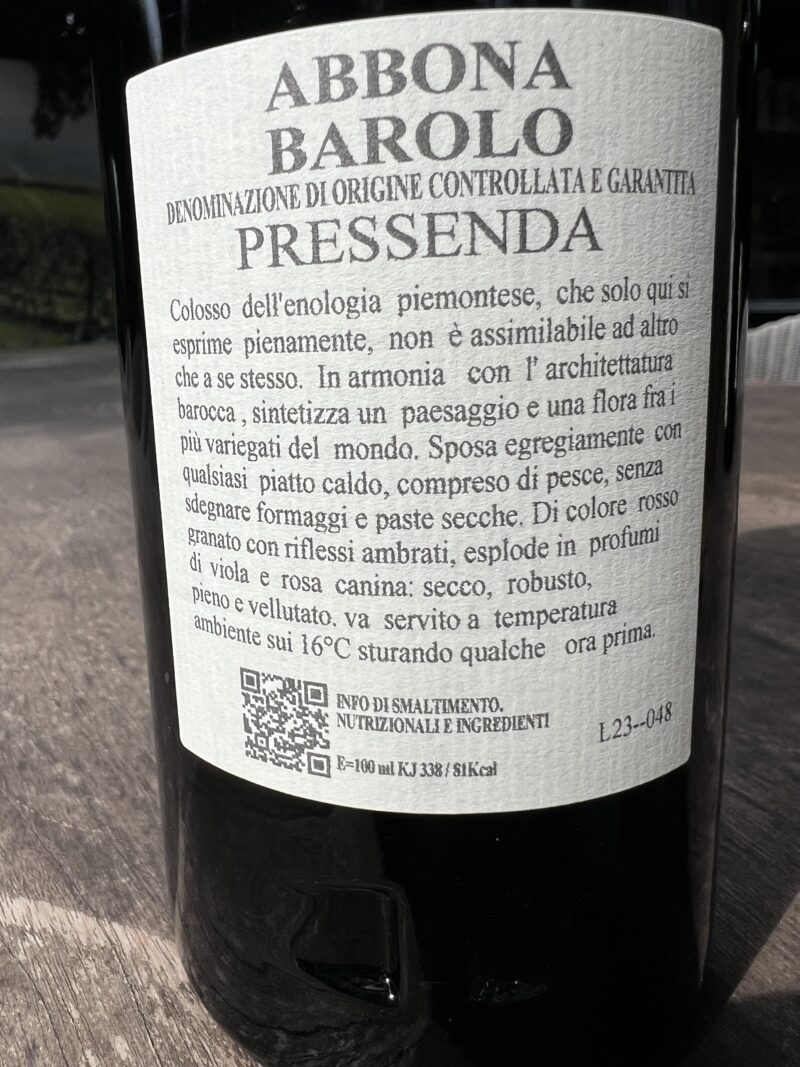 ABBONA
BAROLO
DENOMINAZIONE DI ORIGINE CONTROLLATA E GARANTITA
PRESSENDA
Colosso dell'enologia piemontese, che solo qui si
esprime pienamente, non è assimilabile ad altro
che a se stesso. In armonia con l' architettatura
barocca , sintetizza un paesaggio e una flora fra i
più variegati del mondo. Sposa egregiamente con
qualsiasi piatto caldo, compreso di pesce, senza
sdegnare formaggi e paste secche. Di colore rosso
granato con riflessi ambrati, esplode in profumi
di viola e rosa canina: secco, robusto,
pieno e vellutato. va servito a temperatura
ambiente sui 16°C sturando qualche ora prima.
INFO DI SMALTIMENTO.
NUTRIZIONALI E INGREDIENTI
E=100 ml KJ 338 / 81Kcal
L23--048